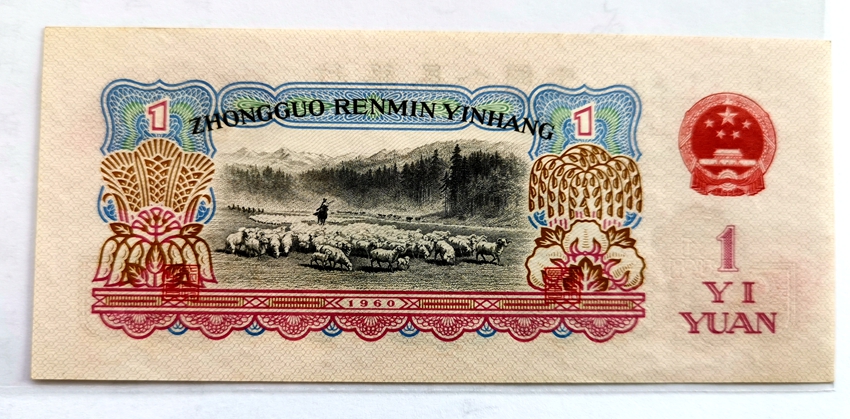 1
ZHONGGUO RENMIN YINHANG
1
1960
1
YI
YUAN